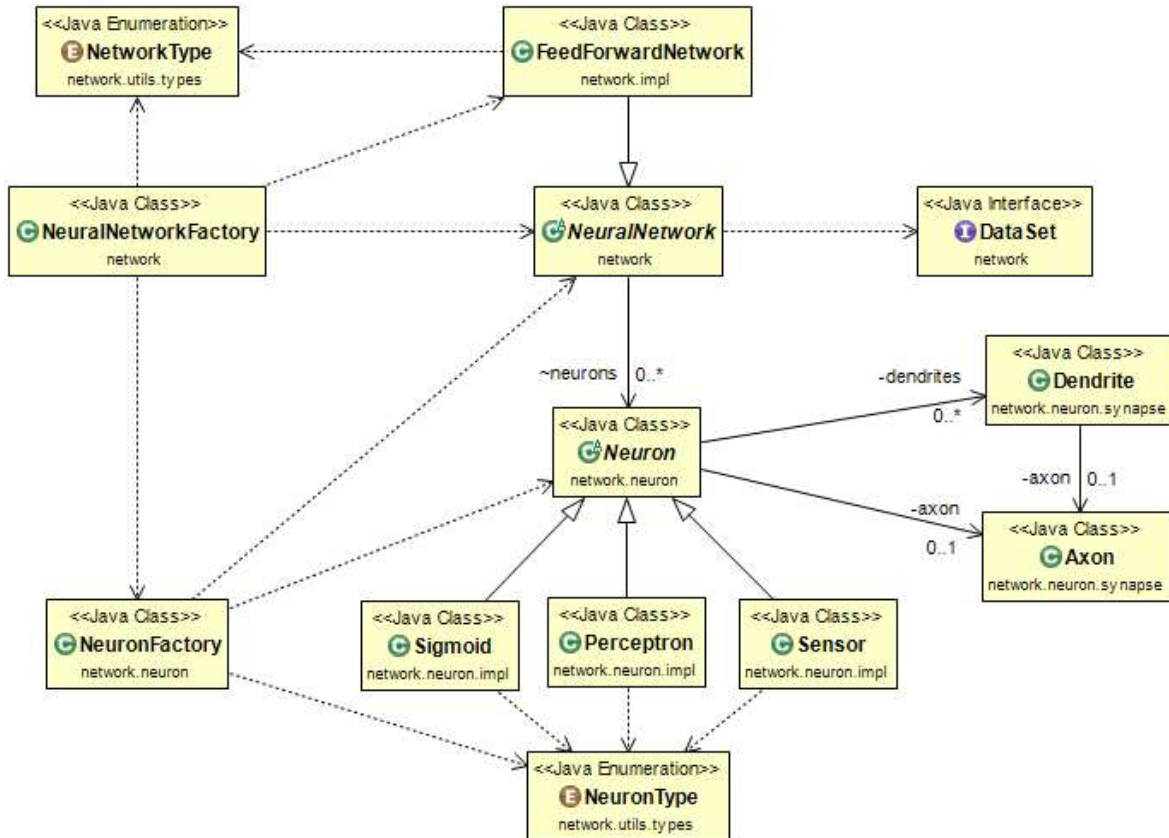 <<Java Enumeration>>
E NetworkType
network.utils.types
<<Java Class>>
C FeedForwardNetwork
network.impl
<<Java Class>>
C NeuralNetworkFactory
network
<<Java Class>>
C A NeuralNetwork
network
<<Java Interface>>
I DataSet
network
~neurons 0..*
<<Java Class>>
C Dendrite
network.neuron.synapse
-dendrites
0..*
<<Java Class>>
C A Neuron
network.neuron
-axon 0..1
-axon
0..1
<<Java Class>>
C Axon
network.neuron.synapse
<<Java Class>>
C NeuronFactory
network.neuron
<<Java Class>>
C Sigmoid
network.neuron.impl
<<Java Class>>
C Perceptron
network.neuron.impl
<<Java Class>>
C Sensor
network.neuron.impl
<<Java Enumeration>>
E NeuronType
network.utils.types